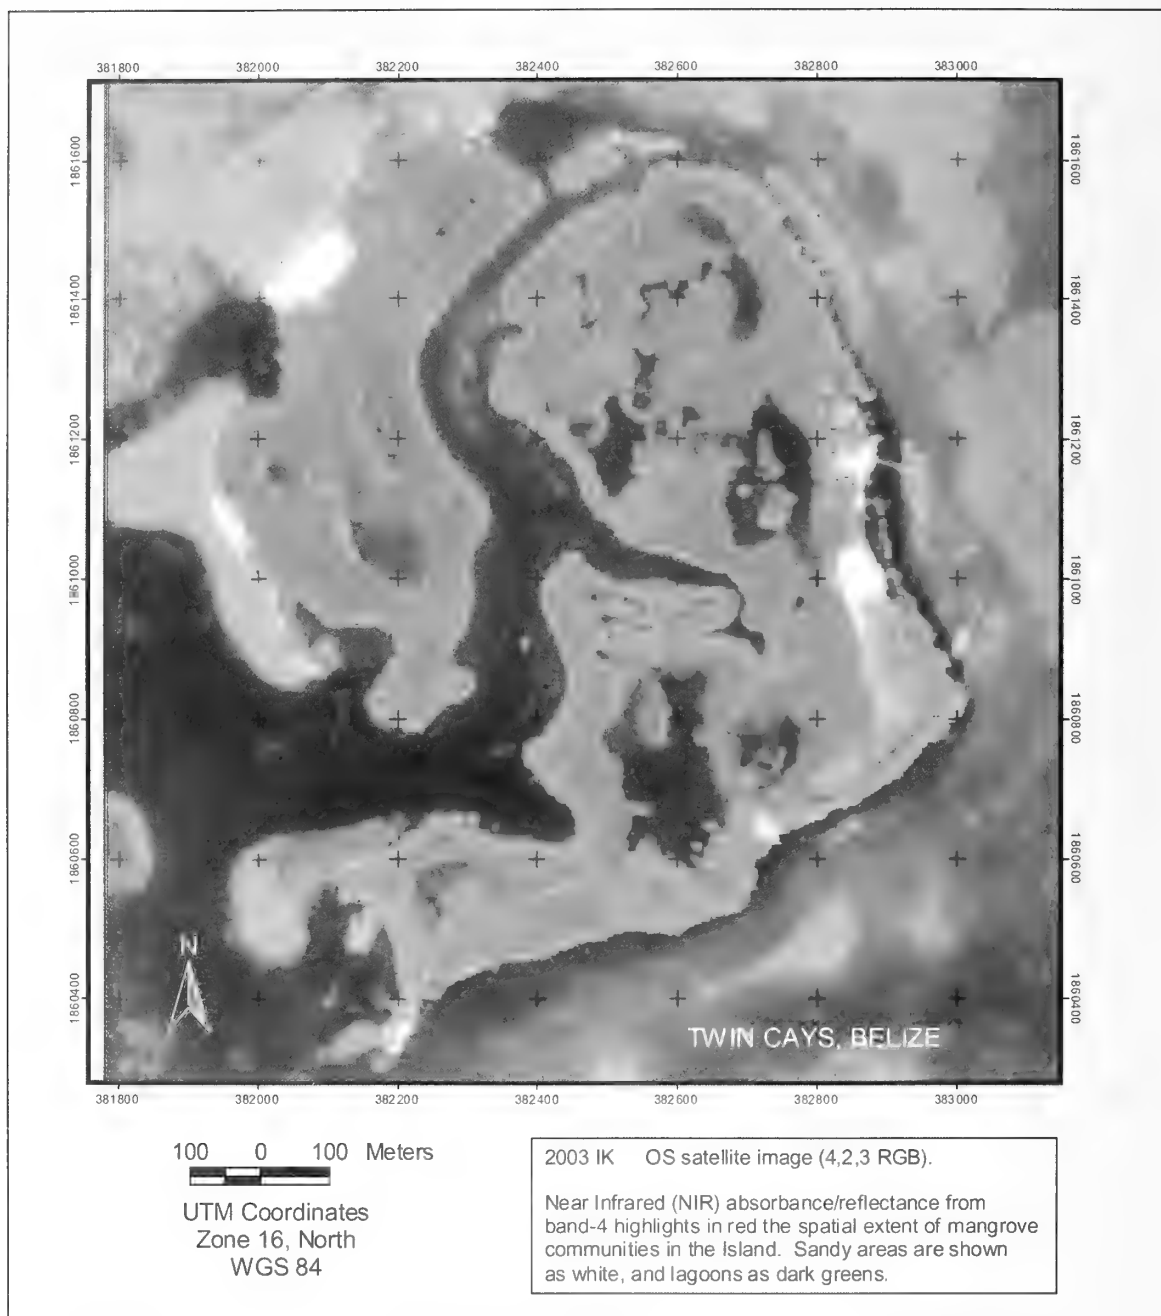 381800 382000 382200 382400 382600 382800 383000
1861600 1861600
1861400 1861400
1861200 1861200
1861000 1861000
1860800 1860800
1860600 1860600
1860400 1860400
N
TWIN CAYS, BELIZE
381800 382000 382200 382400 382600 382800 383000
100 0 100 Meters
UTM Coordinates
Zone 16, North
WGS 84
2003 IK OS satellite image (4,2,3 RGB).
Near Infrared (NIR) absorbance/reflectance from
band-4 highlights in red the spatial extent of mangrove
communities in the Island. Sandy areas are shown
as white, and lagoons as dark greens.